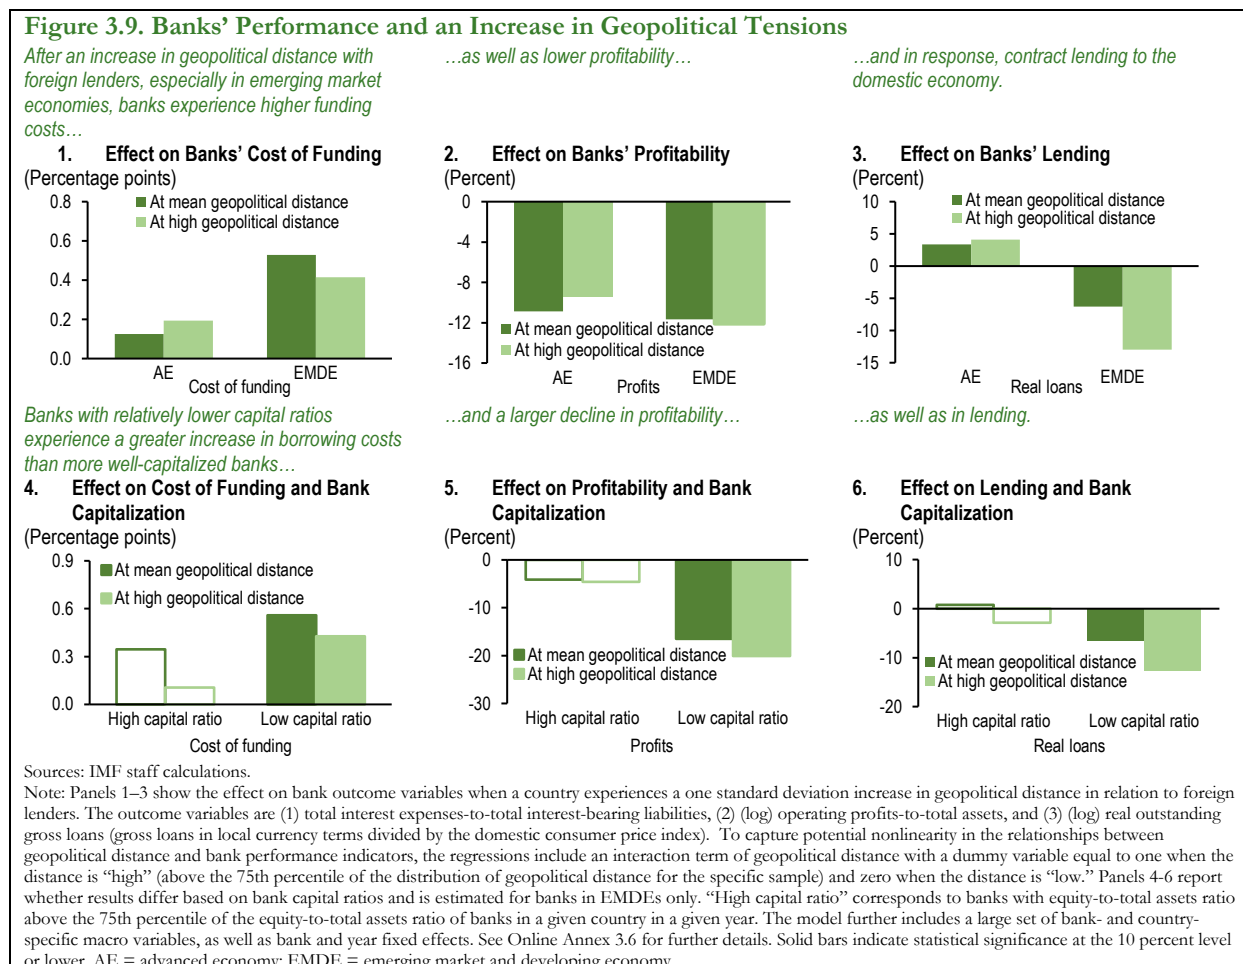 Figure 3.9. Banks' Performance and an Increase in Geopolitical Tensions
After an increase in geopolitical distance with
foreign lenders, especially in emerging market
economies, banks experience higher funding
costs…
1. Effect on Banks' Cost of Funding
(Percentage points)
0.8
0.6
0.4
0.2
0.0
At mean geopolitical distance
At high geopolitical distance
AE
EMDE
Cost of funding
…as well as lower profitability…
2. Effect on Banks' Profitability
(Percent)
0
-4
-8
-12
-16
At mean geopolitical distance
At high geopolitical distance
AE
Profits
EMDE
…and in response, contract lending to the
domestic economy.
3. Effect on Banks' Lending
(Percent)
10
5
0
-5
-10
-15
At mean geopolitical distance
At high geopolitical distance
AE
Real loans
EMDE
Banks with relatively lower capital ratios
experience a greater increase in borrowing costs
than more well-capitalized banks…
4. Effect on Cost of Funding and Bank
Capitalization
(Percentage points)
0.9
0.6
0.3
0.0
At mean geopolitical distance
At high geopolitical distance
High capital ratio
Low capital ratio
Cost of funding
…and a larger decline in profitability…
5. Effect on Profitability and Bank
Capitalization
(Percent)
0
-10
-20
-30
At mean geopolitical distance
At high geopolitical distance
High capital ratio
Low capital ratio
Profits
…as well as in lending.
6. Effect on Lending and Bank
Capitalization
(Percent)
10
0
-10
-20
At mean geopolitical distance
At high geopolitical distance
High capital ratio
Low capital ratio
Real loans
Sources: IMF staff calculations.
Note: Panels 1–3 show the effect on bank outcome variables when a country experiences a one standard deviation increase in geopolitical distance in relation to foreign
lenders. The outcome variables are (1) total interest expenses-to-total interest-bearing liabilities, (2) (log) operating profits-to-total assets, and (3) (log) real outstanding
gross loans (gross loans in local currency terms divided by the domestic consumer price index). To capture potential nonlinearity in the relationships between
geopolitical distance and bank performance indicators, the regressions include an interaction term of geopolitical distance with a dummy variable equal to one when the
distance is “high” (above the 75th percentile of the distribution of geopolitical distance for the specific sample) and zero when the distance is “low.” Panels 4-6 report
whether results differ based on bank capital ratios and is estimated for banks in EMDEs only. “High capital ratio” corresponds to banks with equity-to-total assets ratio
above the 75th percentile of the equity-to-total assets ratio of banks in a given country in a given year. The model further includes a large set of bank- and country-
specific macro variables, as well as bank and year fixed effects. See Online Annex 3.6 for further details. Solid bars indicate statistical significance at the 10 percent level
or lower. AE = advanced economy; EMDE = emerging market and developing economy.